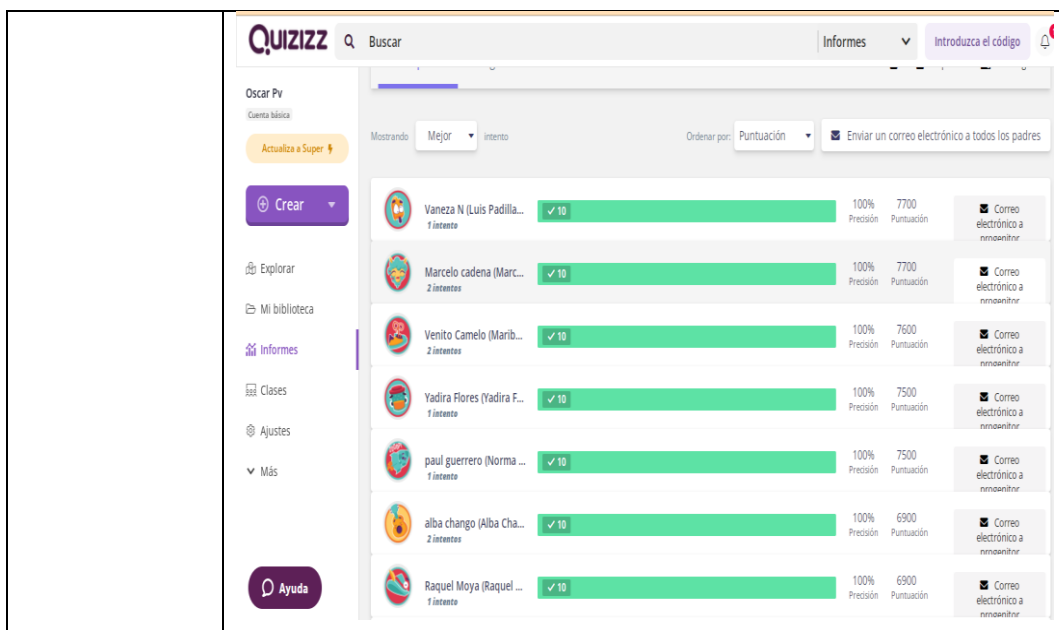 QUIZIZZ
Buscar
Informes
Introduzca el código
Oscar Pv
Cuenta básica
Actualiza a Super
Crear
Explorar
Mi biblioteca
Informes
Clases
Ajustes
Más
Ayuda
Mostrando Mejor intento
Ordenar por: Puntuación
Enviar un correo electrónico a todos los padres
Vaneza N (Luis Padilla...
1 intento
10
100% 7700
Precisión Puntuación
Correo
electrónico a
progenitor
Marcelo cadena (Marc...
2 intentos
10
100% 7700
Precisión Puntuación
Correo
electrónico a
progenitor
Venito Camelo (Marib...
2 intentos
10
100% 7600
Precisión Puntuación
Correo
electrónico a
progenitor
Yadira Flores (Yadira F...
1 intento
10
100% 7500
Precisión Puntuación
Correo
electrónico a
progenitor
paul guerrero (Norma ...
1 intento
10
100% 7500
Precisión Puntuación
Correo
electrónico a
progenitor
alba chango (Alba Cha...
2 intentos
10
100% 6900
Precisión Puntuación
Correo
electrónico a
progenitor
Raquel Moya (Raquel ...
1 intento
10
100% 6900
Precisión Puntuación
Correo
electrónico a
progenitor